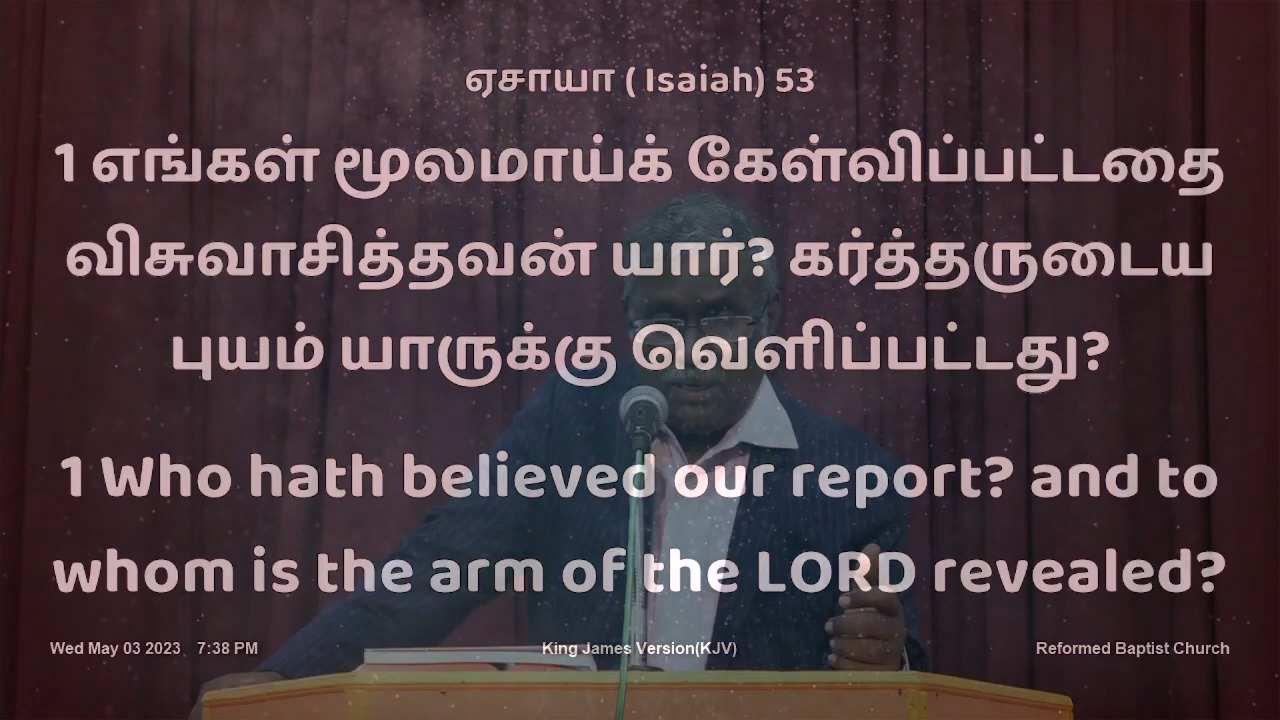 ஏசாயா ( Isaiah) 53
1 எங்கள் மூலமாய்க் கேள்விப்பட்டதை
விசுவாசித்தவன் யார்? கர்த்தருடைய
புயம் யாருக்கு வெளிப்பட்டது?
1 Who hath believed our report? and to
whom is the arm of the LORD revealed?
Wed May 03 2023 7:38 PM King James Version(KJV) Reformed Baptist Church